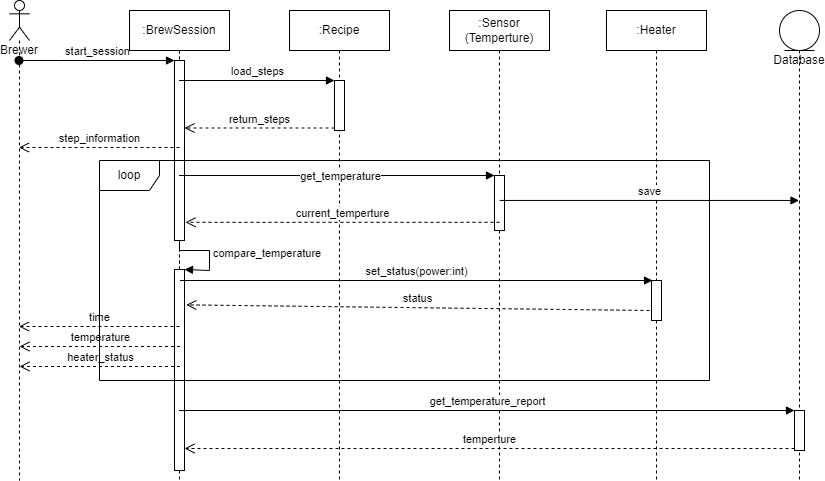 :BrewSession
:Recipe
:Sensor
(Temperture)
:Heater
Brewer
Database
start_session
load_steps
return_steps
step_information
loop
get_temperature
save
current_temperture
compare_temperature
set_status(power:int)
status
time
temperature
heater_status
get_temperature_report
temperture